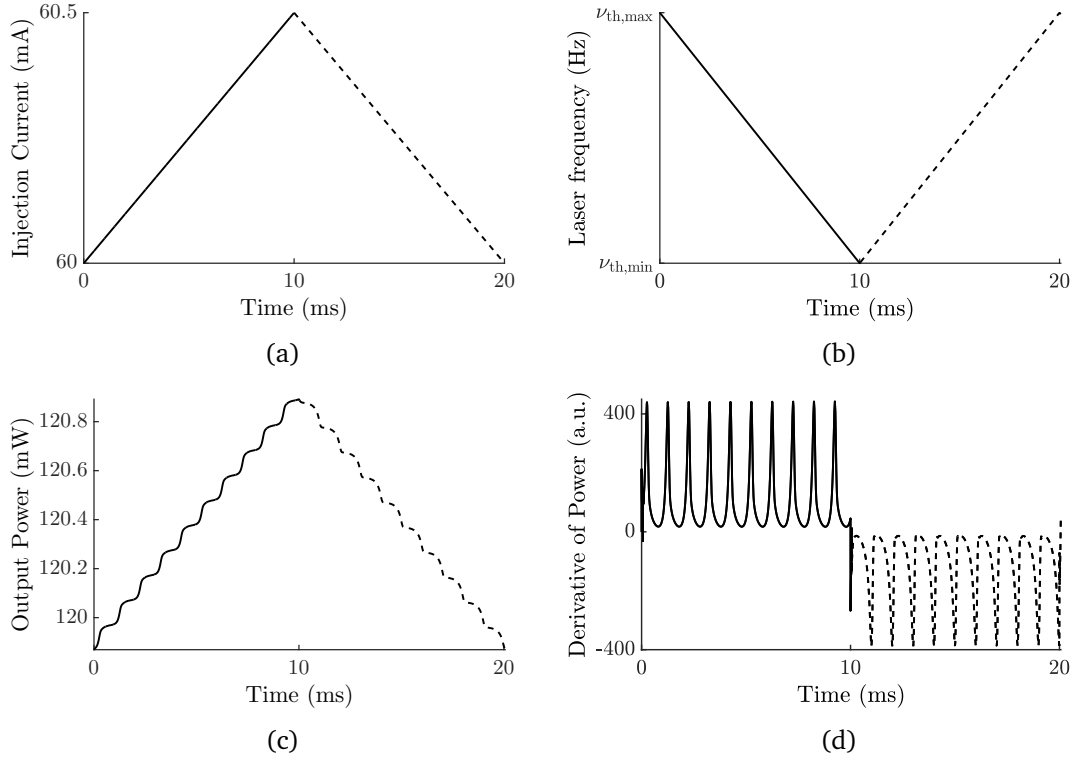 60.5
Injection Current (mA)
60
0
10
20
Time (ms)
(a)
ν_th,max
Laser frequency (Hz)
ν_th,min
0
10
20
Time (ms)
(b)
120.8
120.6
120.4
120.2
120
Output Power (mW)
0
10
20
Time (ms)
(c)
400
0
-400
Derivative of Power (a.u.)
0
10
20
Time (ms)
(d)